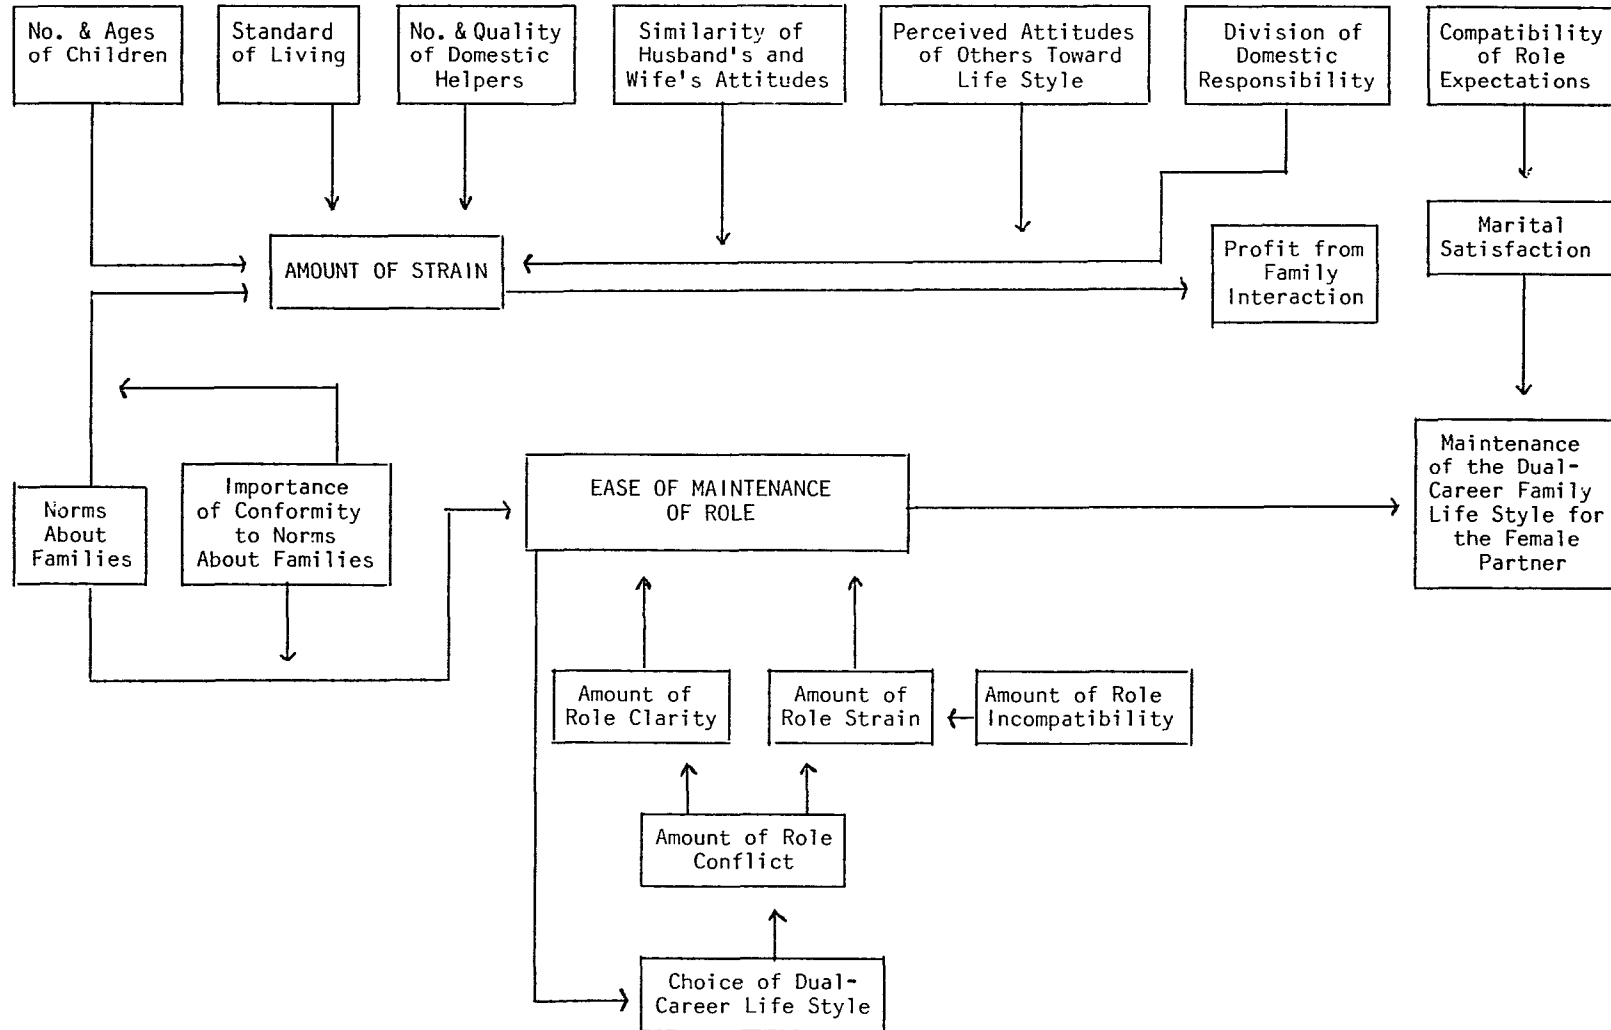 No. & Ages
of Children
Standard
of Living
No. & Quality
of Domestic
Helpers
Similarity of
Husband's and
Wife's Attitudes
Perceived Attitudes
of Others Toward
Life Style
Division of
Domestic
Responsibility
Compatibility
of Role
Expectations
AMOUNT OF STRAIN
Profit from
Family
Interaction
Marital
Satisfaction
Norms
About
Families
Importance
of Conformity
to Norms
About Families
EASE OF MAINTENANCE
OF ROLE
Maintenance
of the Dual-
Career Family
Life Style for
the Female
Partner
Amount of
Role Clarity
Amount of
Role Strain
Amount of Role
Incompatibility
Amount of Role
Conflict
Choice of Dual-
Career Life Style